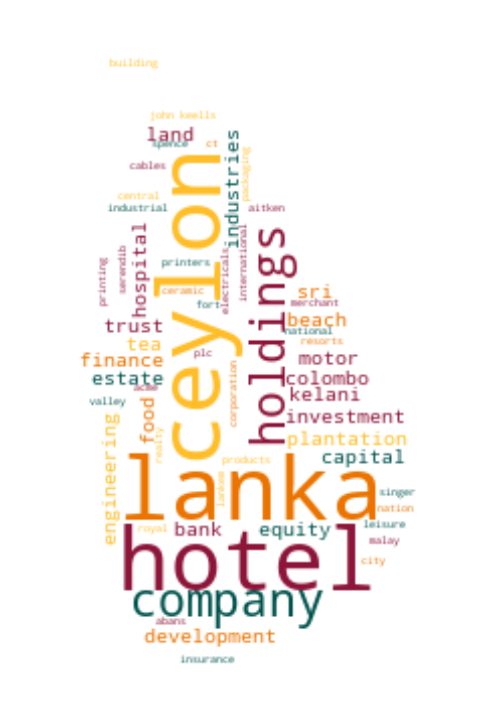 building
john keells
land
spence
ct
industries
packaging
cables
ceylon
central
industrial
aitken
hospital
holdings
international
serendib
printing
printers
electricals
ceramic
fort
sri
merchant
trust
beach
national
tea
resorts
plc
finance
motor
estate
colombo
acme
kelani
valley
food
corporation
investment
engineering
realty
plantation
capital
products
lanka
lankem
singer
nation
royal
bank
equity
leisure
hotel
malay
city
company
abans
development
insurance